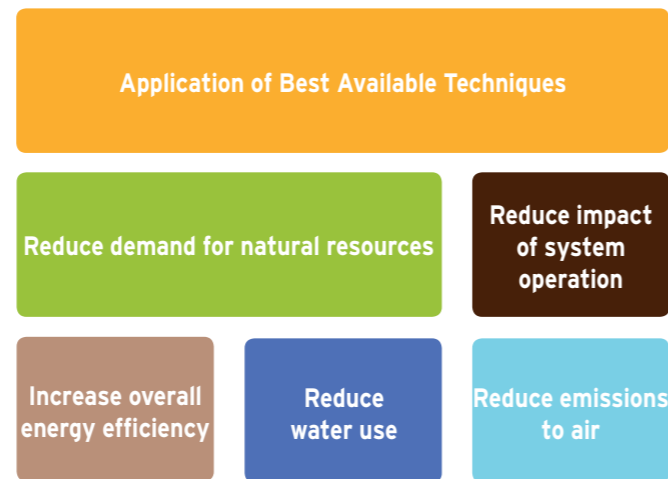 Application of Best Available Techniques
Reduce demand for natural resources
Reduce impact
of system
operation
Increase overall
energy efficiency
Reduce
water use
Reduce emissions
to air